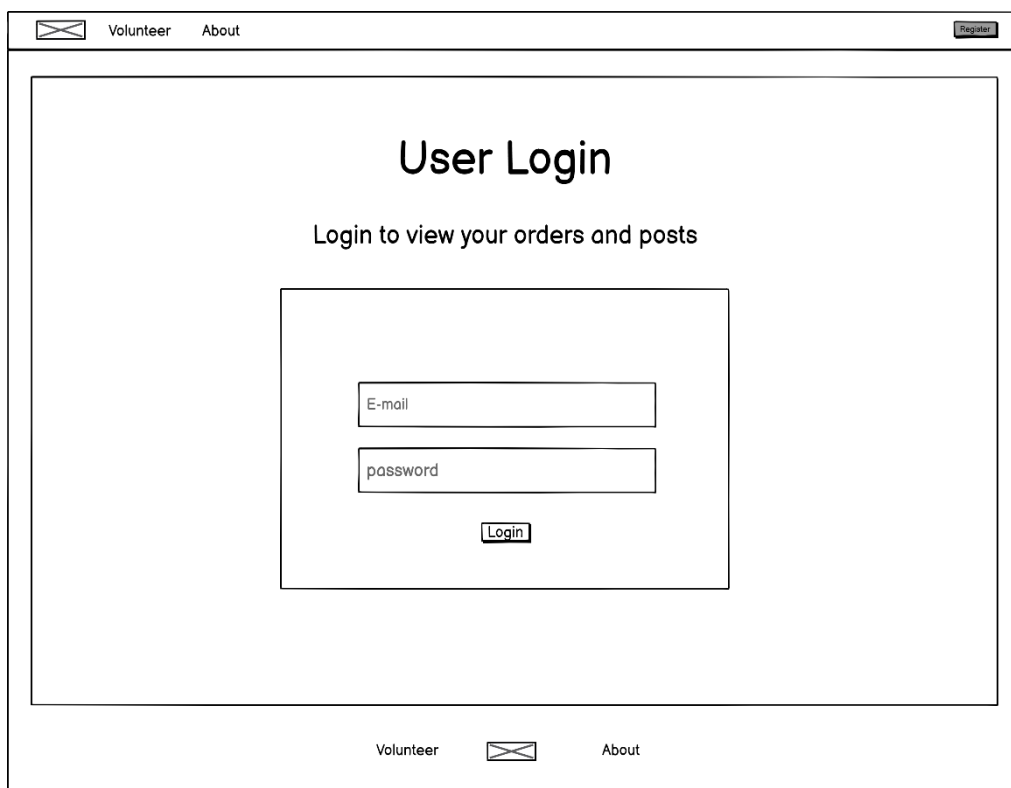 Volunteer About Register
User Login
Login to view your orders and posts
E-mail
password
Login
Volunteer About